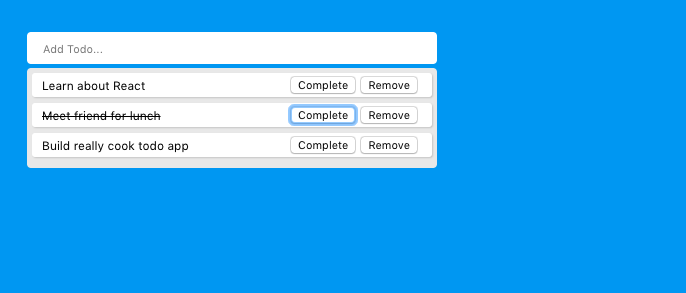 Add Todo...
Learn about React Complete Remove
Meet friend for lunch Complete Remove
Build really cook todo app Complete Remove